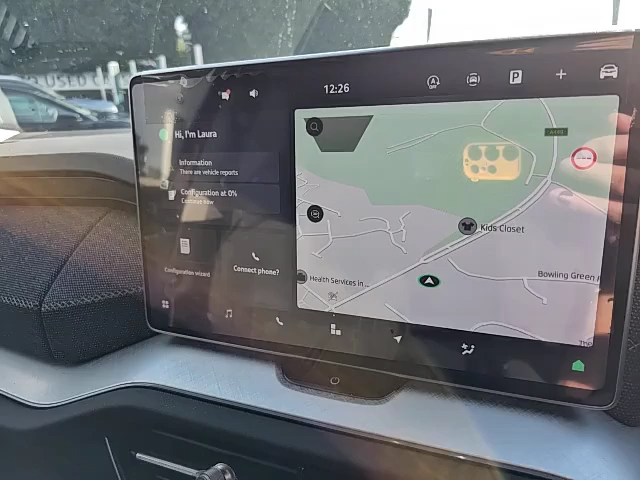 USED C
12:26
A
OFF
P
Hi, I'm Laura
Information
There are vehicle reports
Configuration at 0%
Continue now
Configuration wizard
Connect phone?
Kids Closet
Health Services in...
Bowling Green